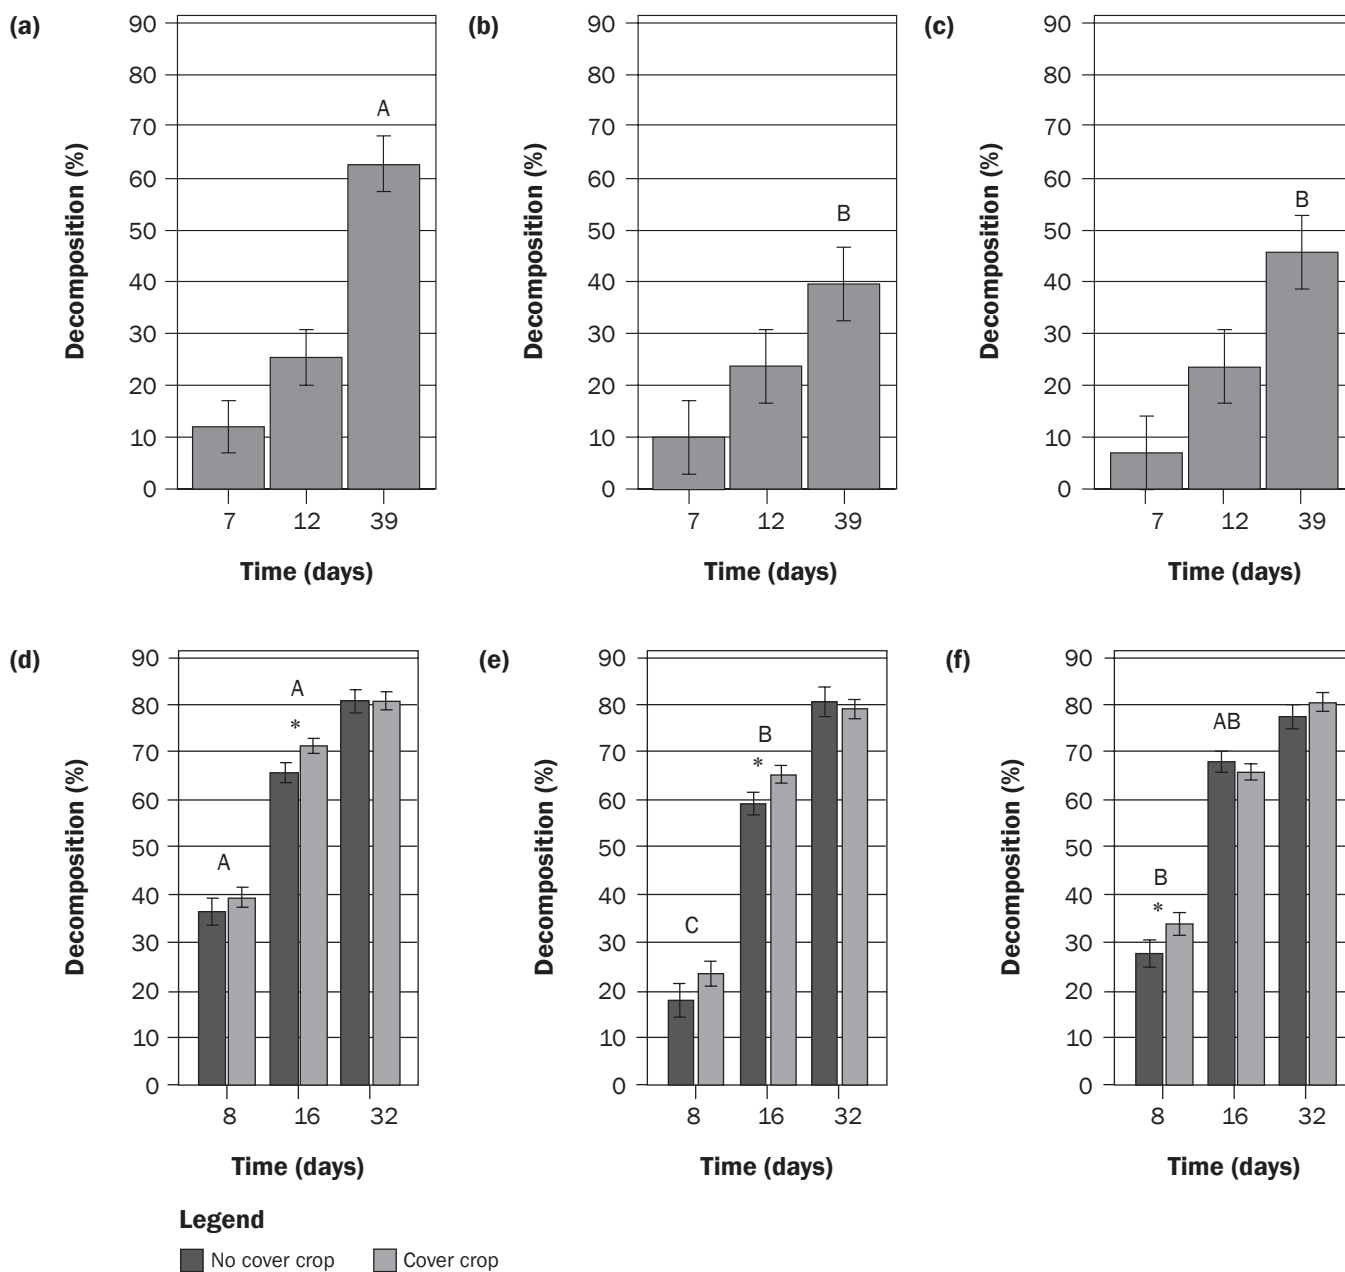 (a)
90
80
70
60
50
40
30
20
10
0
Decomposition (%)
A
7 12 39
Time (days)
(b)
90
80
70
60
50
40
30
20
10
0
Decomposition (%)
B
7 12 39
Time (days)
(c)
90
80
70
60
50
40
30
20
10
0
Decomposition (%)
B
7 12 39
Time (days)
(d)
90
80
70
60
50
40
30
20
10
0
Decomposition (%)
A
*
A
8 16 32
Time (days)
(e)
90
80
70
60
50
40
30
20
10
0
Decomposition (%)
B
*
C
8 16 32
Time (days)
(f)
90
80
70
60
50
40
30
20
10
0
Decomposition (%)
AB
B
*
8 16 32
Time (days)
Legend
No cover crop Cover crop